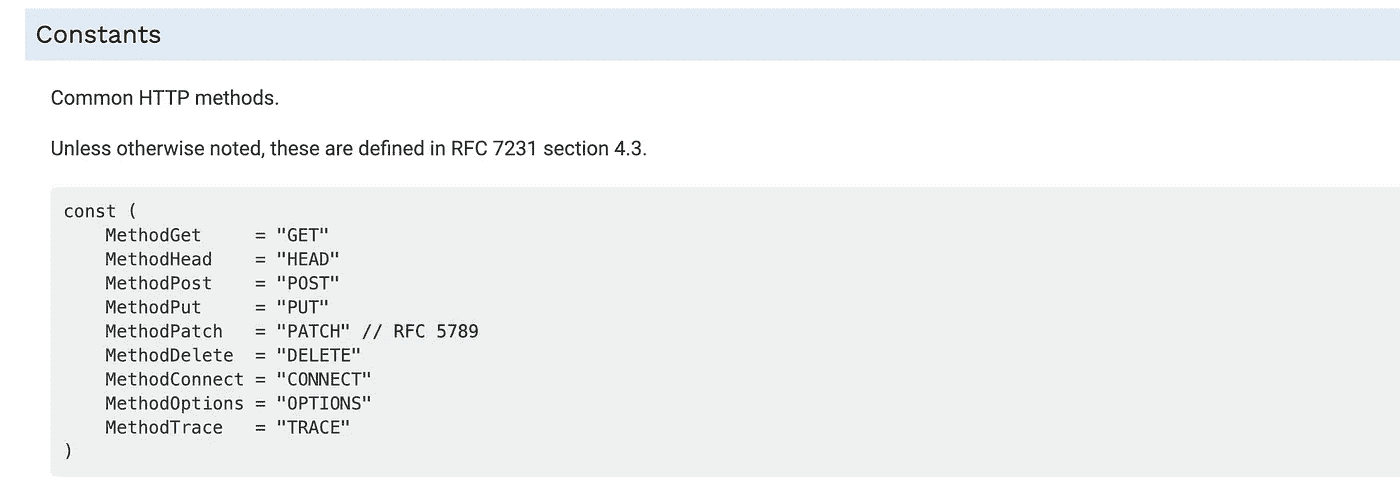 Constants
Common HTTP methods.
Unless otherwise noted, these are defined in RFC 7231 section 4.3.
const (
    MethodGet     = "GET"
    MethodHead    = "HEAD"
    MethodPost    = "POST"
    MethodPut     = "PUT"
    MethodPatch   = "PATCH" // RFC 5789
    MethodDelete  = "DELETE"
    MethodConnect = "CONNECT"
    MethodOptions = "OPTIONS"
    MethodTrace   = "TRACE"
)